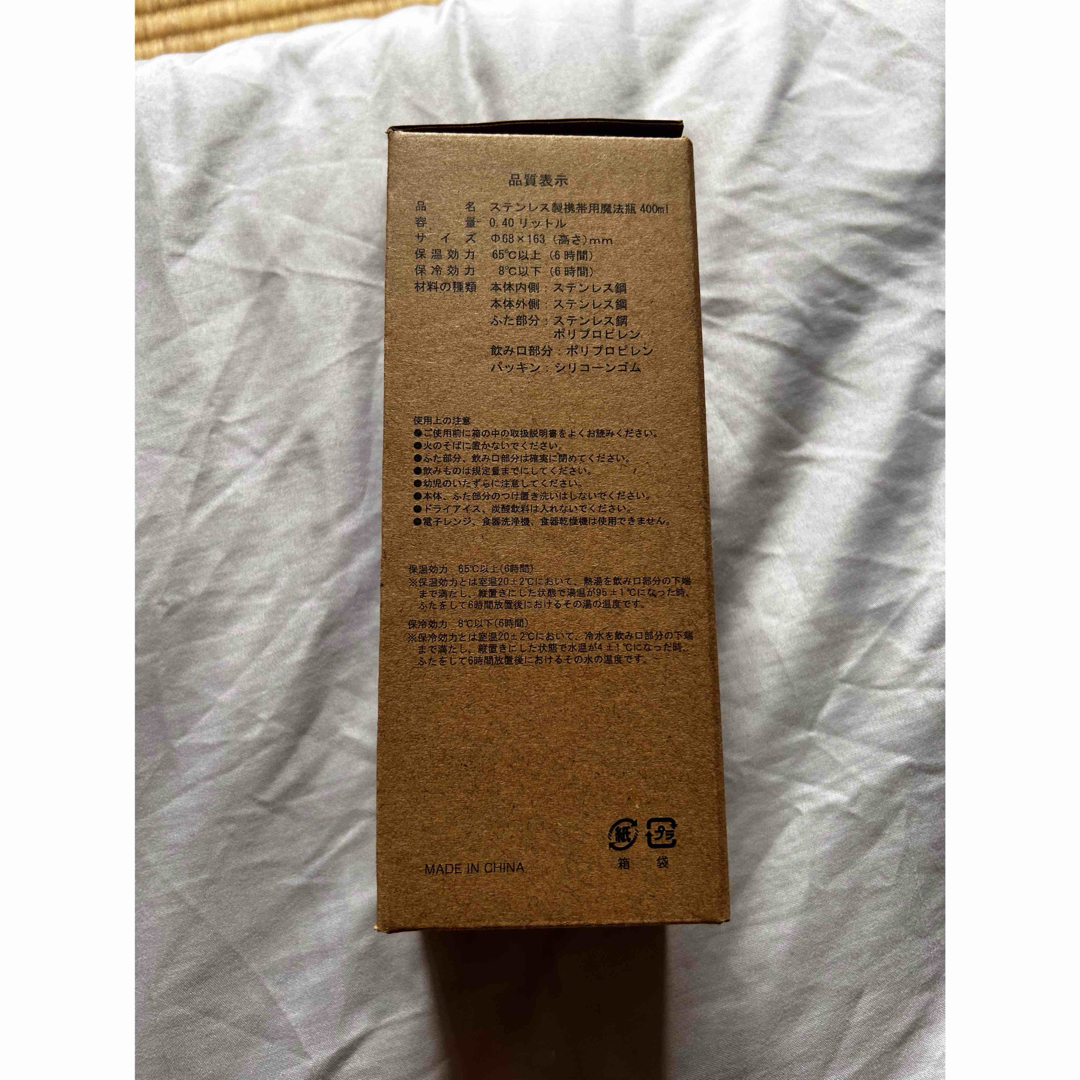 品質表示
品名 ステンレス製携帯用魔法瓶 400ml
容量 0.40リットル
サイズ Φ68×163 (高さ)mm
保温効力 65℃以上 (6時間)
保冷効力 8℃以下 (6時間)
材料の種類 本体内側：ステンレス鋼
本体外側：ステンレス鋼
ふた部分：ステンレス鋼
ポリプロピレン
飲み口部分：ポリプロピレン
パッキン：シリコーンゴム
使用上の注意
●ご使用前に箱の中の取扱説明書をよくお読みください。
●火のそばに置かないでください。
●ふた部分、飲み口部分は確実に閉めてください。
●飲みものは規定量までにしてください。
●幼児のいたずらに注意してください。
●本体、ふた部分のつけ置き洗いはしないでください。
●ドライアイス、炭酸飲料は入れないでください。
●電子レンジ、食器洗浄機、食器乾燥機は使用できません。
保温効力 65℃以上(6時間)
※保温効力とは室温20±2℃において、熱湯を飲み口部分の下端
まで満たし、縦置きにした状態で湯温が95±1℃になった時、
ふたをして6時間放置後におけるその湯の温度です。
保冷効力 8℃以下(6時間)
※保冷効力とは室温20±2℃において、冷水を飲み口部分の下端
まで満たし、縦置きにした状態で水温が4±1℃になった時、
ふたをして6時間放置後におけるその水の温度です。
紙 プラ
箱 袋
MADE IN CHINA